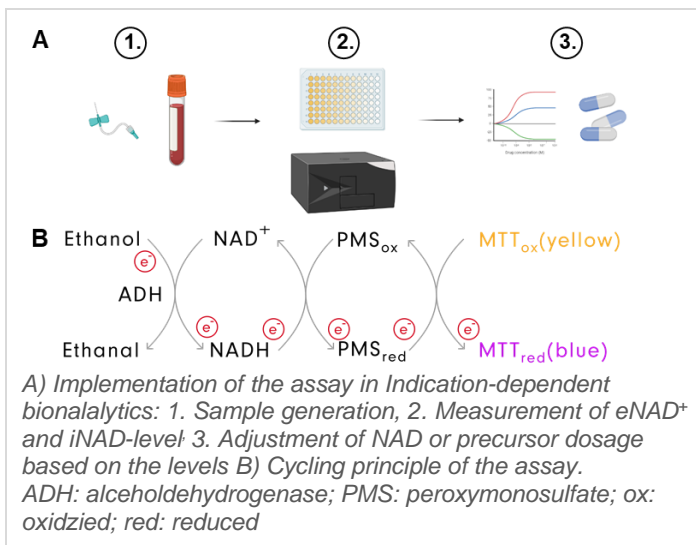 A
1.
2.
3.
Drug concentration (M)
B
Ethanol
NAD⁺
PMSox
MTTox(yellow)
e⁻
ADH
e⁻
e⁻
e⁻
e⁻
e⁻
Ethanal
NADH
PMSred
MTTred(blue)
A) Implementation of the assay in Indication-dependent
bionalalytics: 1. Sample generation, 2. Measurement of eNAD⁺
and iNAD-level, 3. Adjustment of NAD or precursor dosage
based on the levels B) Cycling principle of the assay.
ADH: alceholdehydrogenase; PMS: peroxymonosulfate; ox:
oxidzied; red: reduced